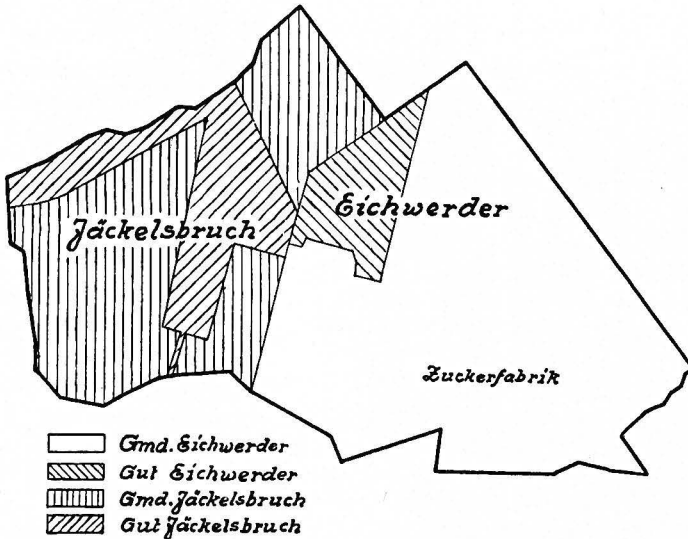 Jäckelsbruch
Eichwerder
Zuckerfabrik
Gmd. Eichwerder
Gut Eichwerder
Gmd. Jäckelsbruch
Gut Jäckelsbruch